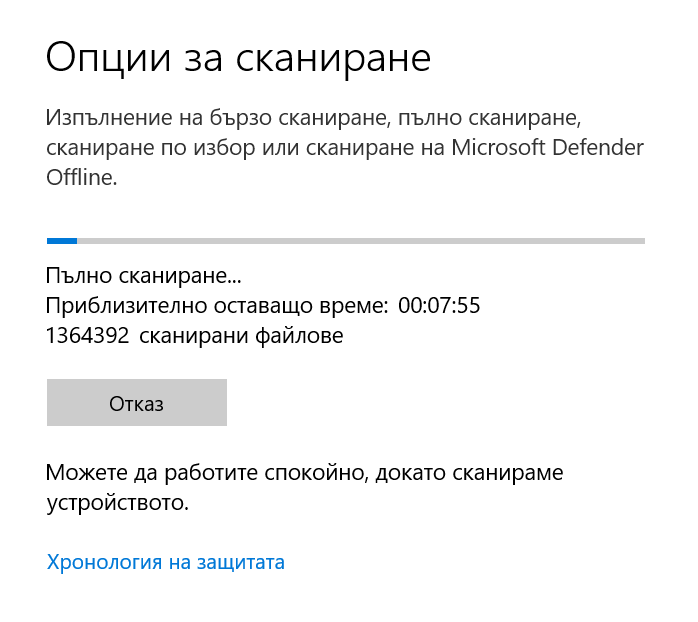 Опции за сканиране
Изпълнение на бързо сканиране, пълно сканиране,
сканиране по избор или сканиране на Microsoft Defender
Offline.
Пълно сканиране...
Приблизително оставащо време: 00:07:55
1364392 сканирани файлове
Отказ
Можете да работите спокойно, докато сканираме
устройството.
Хронология на защитата